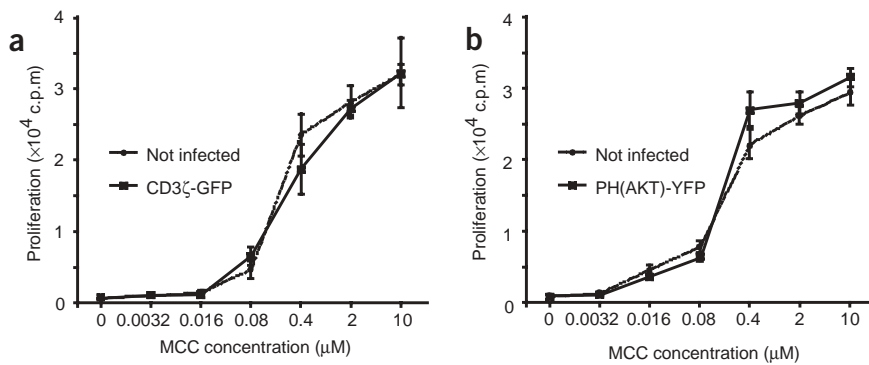 a
4
3
2
1
0
Proliferation (×10⁴ c.p.m)
Not infected
CD3ζ-GFP
0 0.0032 0.016 0.08 0.4 2 10
MCC concentration (μM)
b
4
3
2
1
0
Proliferation (×10⁴ c.p.m)
Not infected
PH(AKT)-YFP
0 0.0032 0.016 0.08 0.4 2 10
MCC concentration (μM)